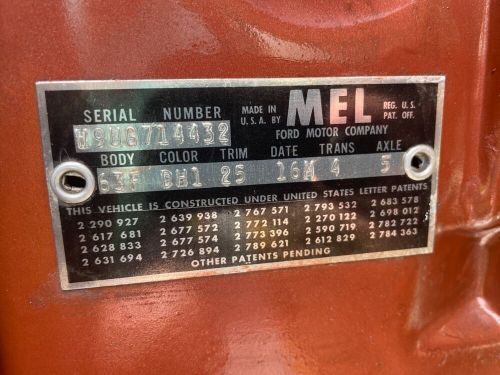 SERIAL NUMBER MADE IN U.S.A. BY MEL REG. U.S. PAT. OFF.
W9UG714432 FORD MOTOR COMPANY
BODY COLOR TRIM DATE TRANS AXLE
63F BH1 25 16M 4 5
THIS VEHICLE IS CONSTRUCTED UNDER UNITED STATES LETTER PATENTS
2 290 927 2 639 938 2 767 571 2 793 532 2 683 578
2 617 681 2 677 572 2 772 114 2 270 122 2 698 012
2 628 833 2 677 574 2 773 396 2 590 719 2 782 722
2 631 694 2 726 894 2 789 621 2 612 829 2 784 363
OTHER PATENTS PENDING